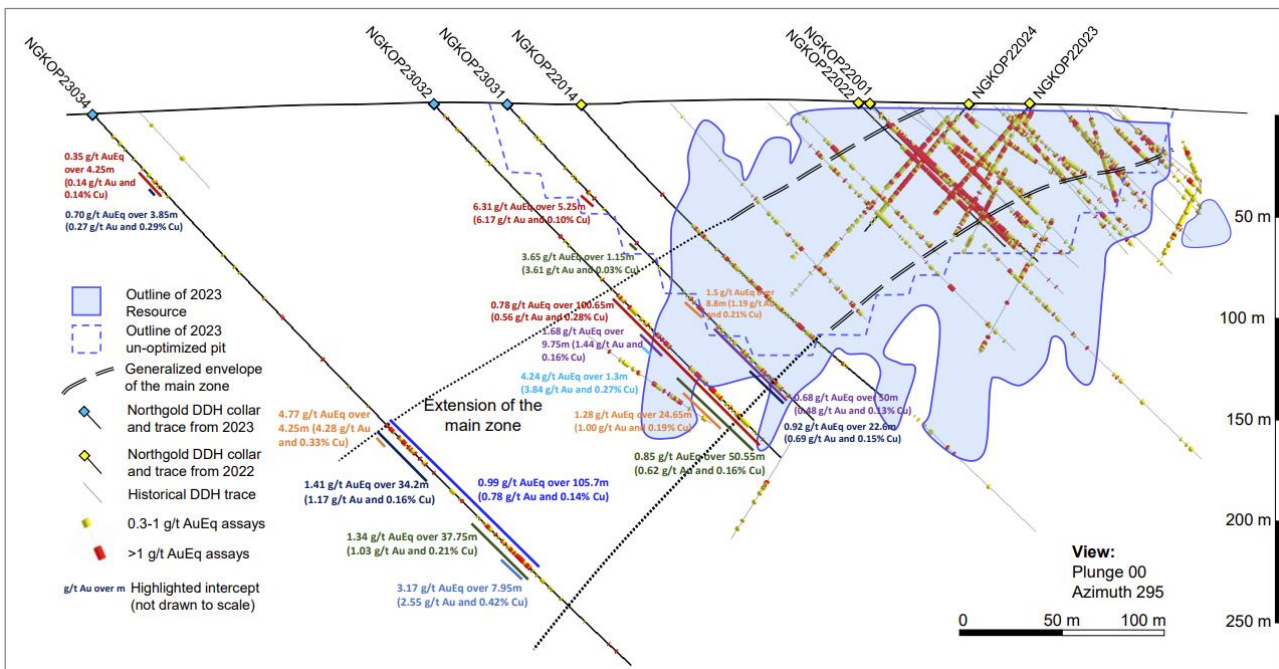 NGKOP23034
NGKOP23032
NGKOP23031
NGKOP22014
NGKOP22022
NGKOP22001
NGKOP22024
NGKOP22023
0.35 g/t AuEq
over 4.25m
(0.14 g/t Au and
0.14% Cu)
0.70 g/t AuEq over 3.85m
(0.27 g/t Au and 0.29% Cu)
6.31 g/t AuEq over 5.25m
(6.17 g/t Au and 0.10% Cu)
3.65 g/t AuEq over 1.15m
(3.61 g/t Au and 0.03% Cu)
0.78 g/t AuEq over 100.65m
(0.56 g/t Au and 0.28% Cu)
1.68 g/t AuEq over
9.75m (1.44 g/t Au and
0.16% Cu)
1.5 g/t AuEq over
8.8m (1.19 g/t Au
and 0.21% Cu)
4.24 g/t AuEq over 1.3m
(3.84 g/t Au and 0.27% Cu)
1.28 g/t AuEq over 24.65m
(1.00 g/t Au and 0.19% Cu)
0.68 g/t AuEq over 50m
(0.48 g/t Au and 0.13% Cu)
0.92 g/t AuEq over 22.6m
(0.69 g/t Au and 0.15% Cu)
0.85 g/t AuEq over 50.55m
(0.62 g/t Au and 0.16% Cu)
Extension of the
main zone
4.77 g/t AuEq over
4.25m (4.28 g/t Au
and 0.33% Cu)
1.41 g/t AuEq over 34.2m
(1.17 g/t Au and 0.16% Cu)
0.99 g/t AuEq over 105.7m
(0.78 g/t Au and 0.14% Cu)
1.34 g/t AuEq over 37.75m
(1.03 g/t Au and 0.21% Cu)
3.17 g/t AuEq over 7.95m
(2.55 g/t Au and 0.42% Cu)
Outline of 2023
Resource
Outline of 2023
un-optimized pit
Generalized envelope
of the main zone
Northgold DDH collar
and trace from 2023
Northgold DDH collar
and trace from 2022
Historical DDH trace
0.3-1 g/t AuEq assays
>1 g/t AuEq assays
g/t Au over m Highlighted intercept
(not drawn to scale)
50 m
100 m
150 m
200 m
250 m
View:
Plunge 00
Azimuth 295
0 50 m 100 m